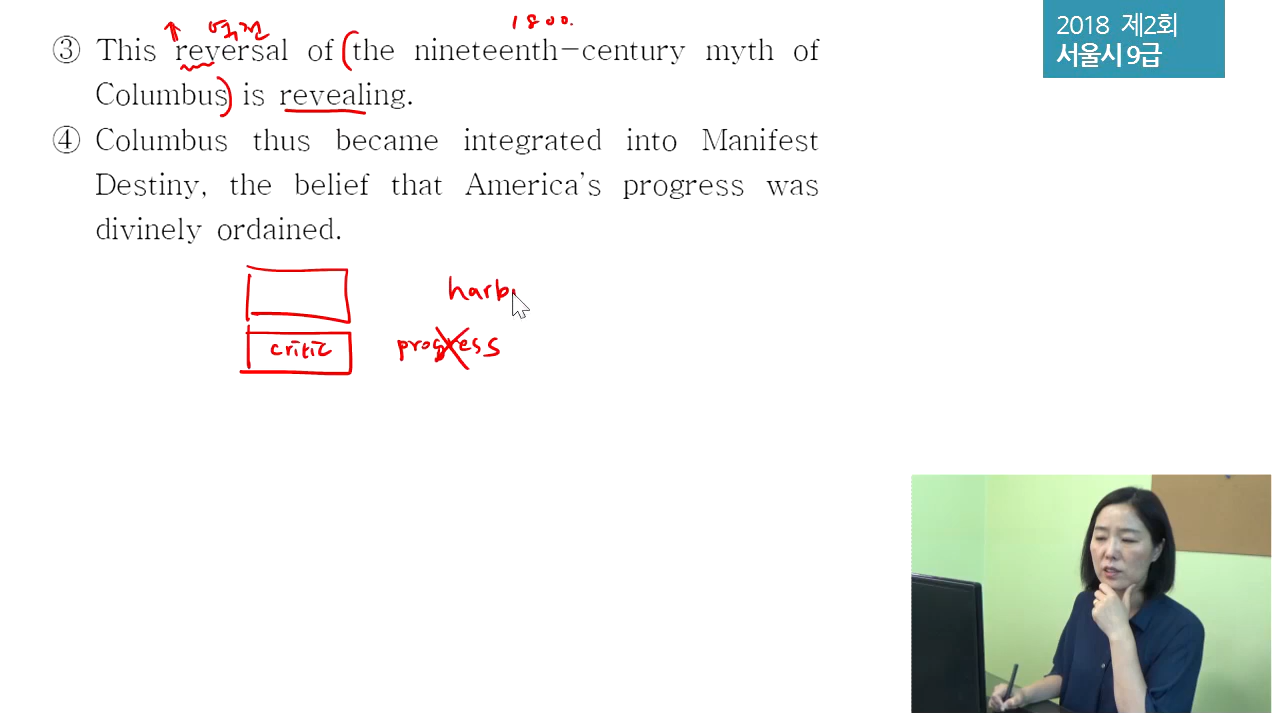 2018 제2회
서울시 9급
역전
1800.
③ This reversal of (the nineteenth-century myth of
Columbus) is revealing.
④ Columbus thus became integrated into Manifest
Destiny, the belief that America's progress was
divinely ordained.
harb
critic
progress